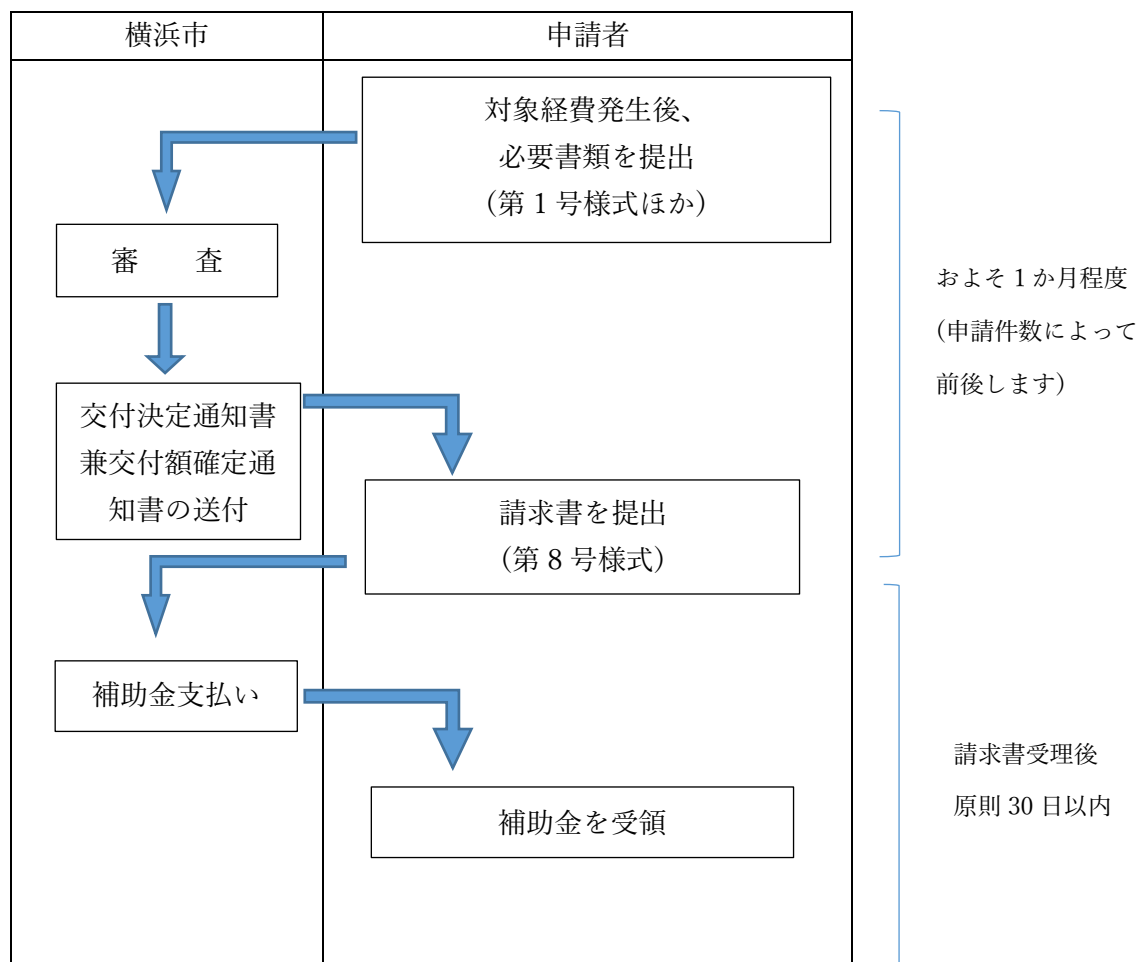 横浜市
申請者
対象経費発生後、
必要書類を提出
(第1号様式ほか)
審　　査
交付決定通知書
兼交付額確定通
知書の送付
請求書を提出
(第8号様式)
補助金支払い
補助金を受領
およそ1か月程度
(申請件数によって
前後します)
請求書受理後
原則30日以内